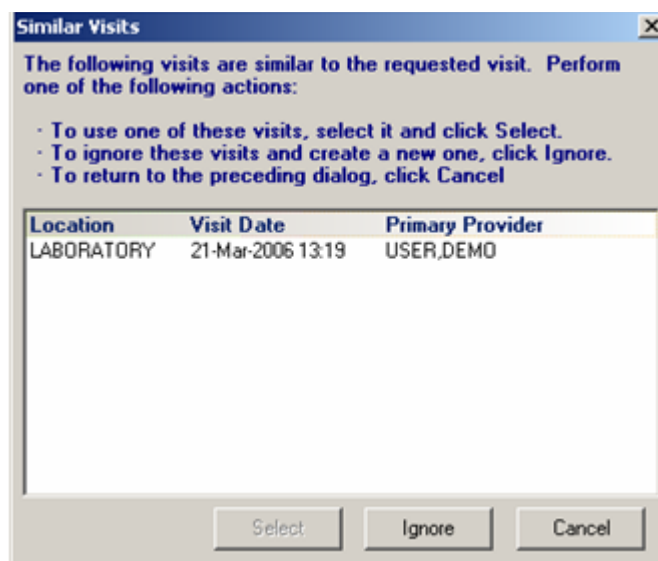 Similar Visits
The following visits are similar to the requested visit. Perform
one of the following actions:
· To use one of these visits, select it and click Select.
· To ignore these visits and create a new one, click Ignore.
· To return to the preceding dialog, click Cancel
Location Visit Date Primary Provider
LABORATORY 21-Mar-2006 13:19 USER,DEMO
Select Ignore Cancel